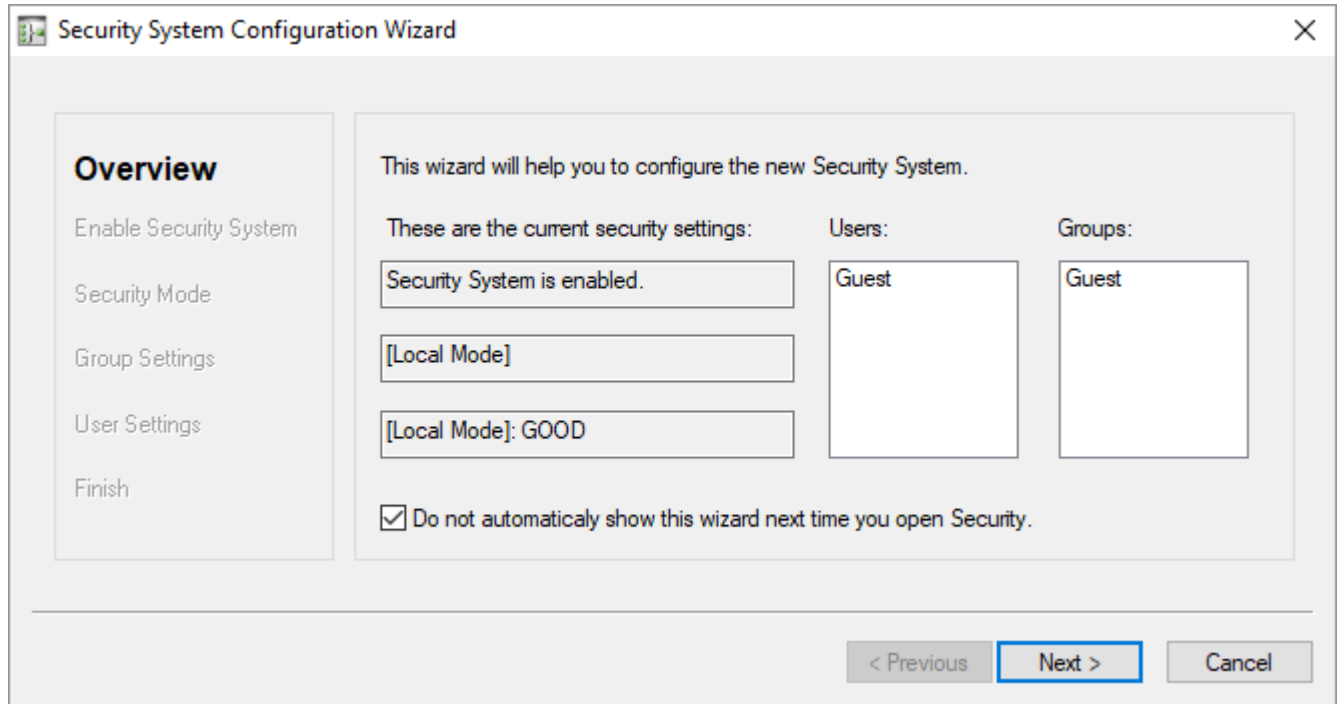 Security System Configuration Wizard
Overview
Enable Security System
Security Mode
Group Settings
User Settings
Finish
This wizard will help you to configure the new Security System.
These are the current security settings:
Security System is enabled.
[Local Mode]
[Local Mode]: GOOD
Users:
Guest
Groups:
Guest
Do not automaticaly show this wizard next time you open Security.
< Previous
Next >
Cancel